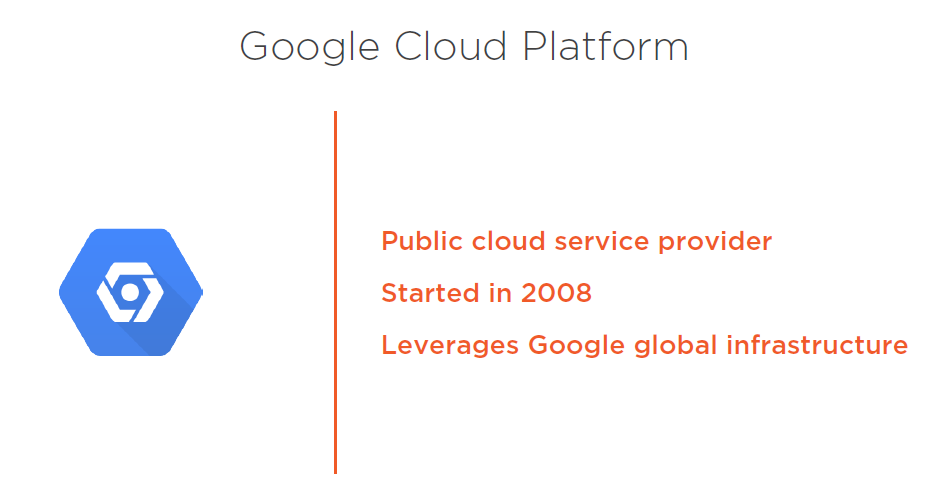 Google Cloud Platform
Public cloud service provider
Started in 2008
Leverages Google global infrastructure